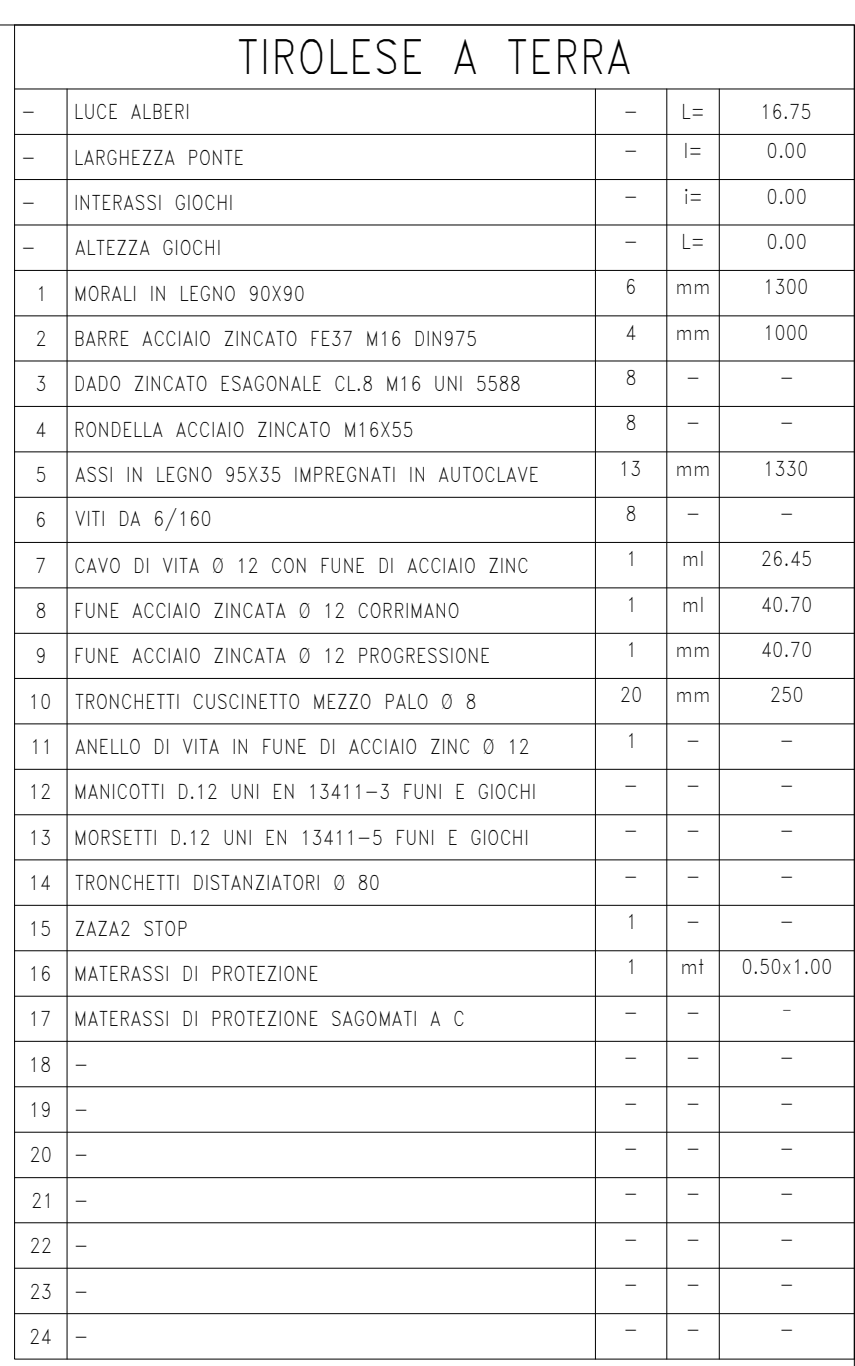 TIROLESE A TERRA
- LUCE ALBERI - L= 16.75
- LARGHEZZA PONTE - l= 0.00
- INTERASSI GIOCHI - i= 0.00
- ALTEZZA GIOCHI - L= 0.00
1 MORALI IN LEGNO 90X90 6 mm 1300
2 BARRE ACCIAIO ZINCATO FE37 M16 DIN975 4 mm 1000
3 DADO ZINCATO ESAGONALE CL.8 M16 UNI 5588 8 - -
4 RONDELLA ACCIAIO ZINCATO M16X55 8 - -
5 ASSI IN LEGNO 95X35 IMPREGNATI IN AUTOCLAVE 13 mm 1330
6 VITI DA 6/160 8 - -
7 CAVO DI VITA Ø 12 CON FUNE DI ACCIAIO ZINC 1 ml 26.45
8 FUNE ACCIAIO ZINCATA Ø 12 CORRIMANO 1 ml 40.70
9 FUNE ACCIAIO ZINCATA Ø 12 PROGRESSIONE 1 mm 40.70
10 TRONCHETTI CUSCINETTO MEZZO PALO Ø 8 20 mm 250
11 ANELLO DI VITA IN FUNE DI ACCIAIO ZINC Ø 12 1 - -
12 MANICOTTI D.12 UNI EN 13411-3 FUNI E GIOCHI - - -
13 MORSETTI D.12 UNI EN 13411-5 FUNI E GIOCHI - - -
14 TRONCHETTI DISTANZIATORI Ø 80 - - -
15 ZAZA2 STOP 1 - -
16 MATERASSI DI PROTEZIONE 1 mt 0.50x1.00
17 MATERASSI DI PROTEZIONE SAGOMATI A C - - -
18 - - - -
19 - - - -
20 - - - -
21 - - - -
22 - - - -
23 - - - -
24 - - - -